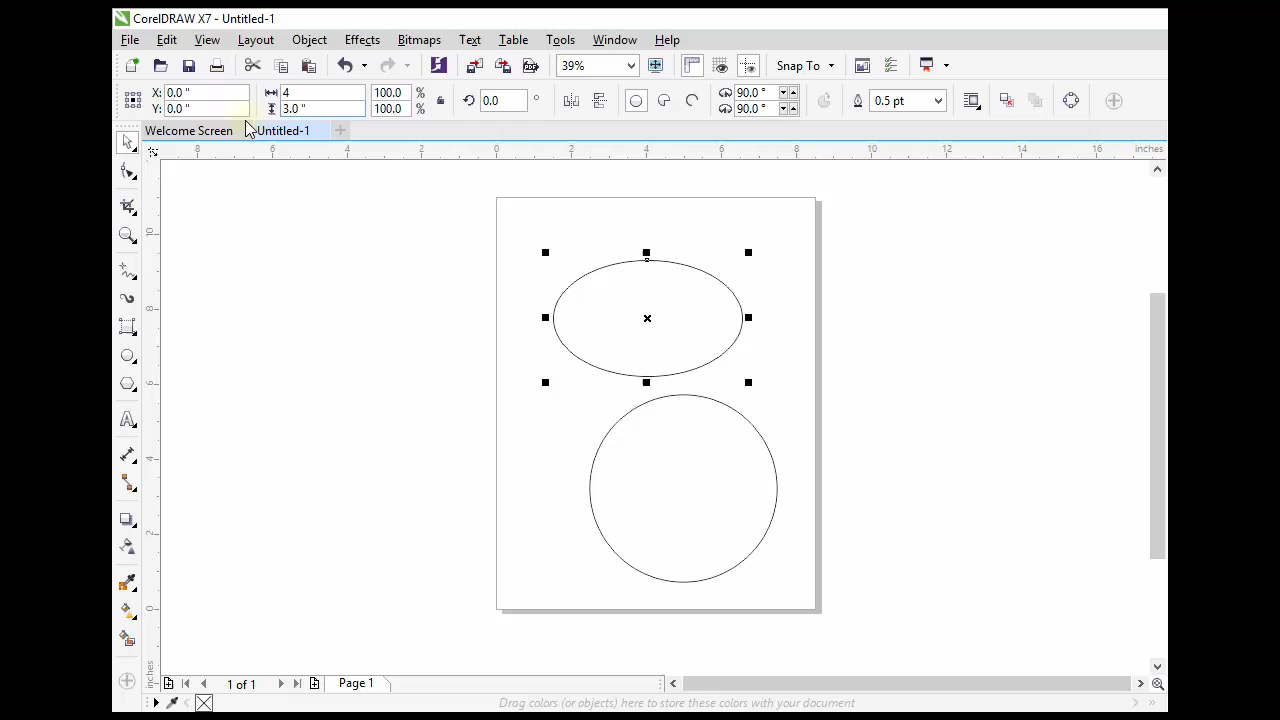 CorelDRAW X7 - Untitled-1
File Edit View Layout Object Effects Bitmaps Text Table Tools Window Help
39% Snap To
X: 0.0 " 4 100.0 % 0.0 ° 90.0 ° 0.5 pt
Y: 0.0 " 3.0 " 100.0 % 90.0 °
Welcome Screen Untitled-1
8 6 4 2 0 2 4 6 8 10 12 14 16 inches
10
8
6
4
2
0
inches
1 of 1 Page 1
Drag colors (or objects) here to store these colors with your document